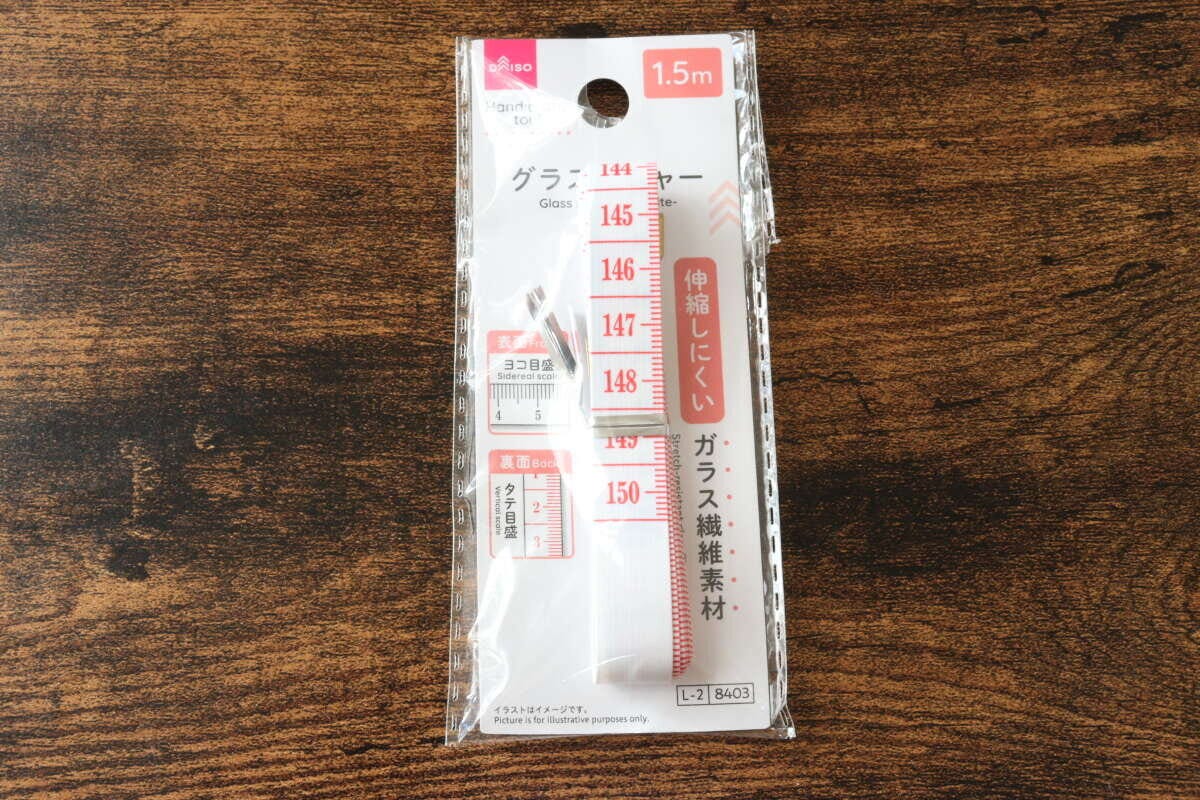 DAISO
1.5m
グラス ャー
Glass te-
144
145
146
147
148
149
150
伸縮しにくい
ガラス繊維素材
Stretch-resistant
表面
ヨコ目盛
Sidereal scale
4 5
裏面 Back
タテ目盛
Vertical scale
1
2
3
L-2 8403
イラストはイメージです。
Picture is for illustrative purposes only.